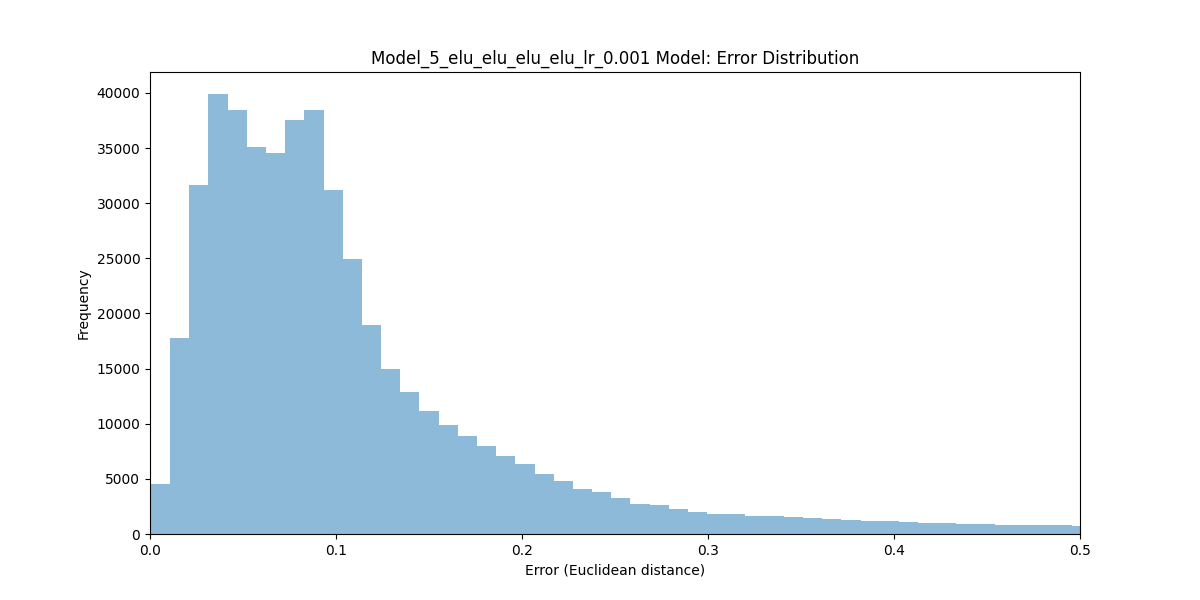 Model_5_elu_elu_elu_elu_lr_0.001 Model: Error Distribution
40000
35000
30000
25000
20000
15000
10000
5000
0
Frequency
0.0 0.1 0.2 0.3 0.4 0.5
Error (Euclidean distance)